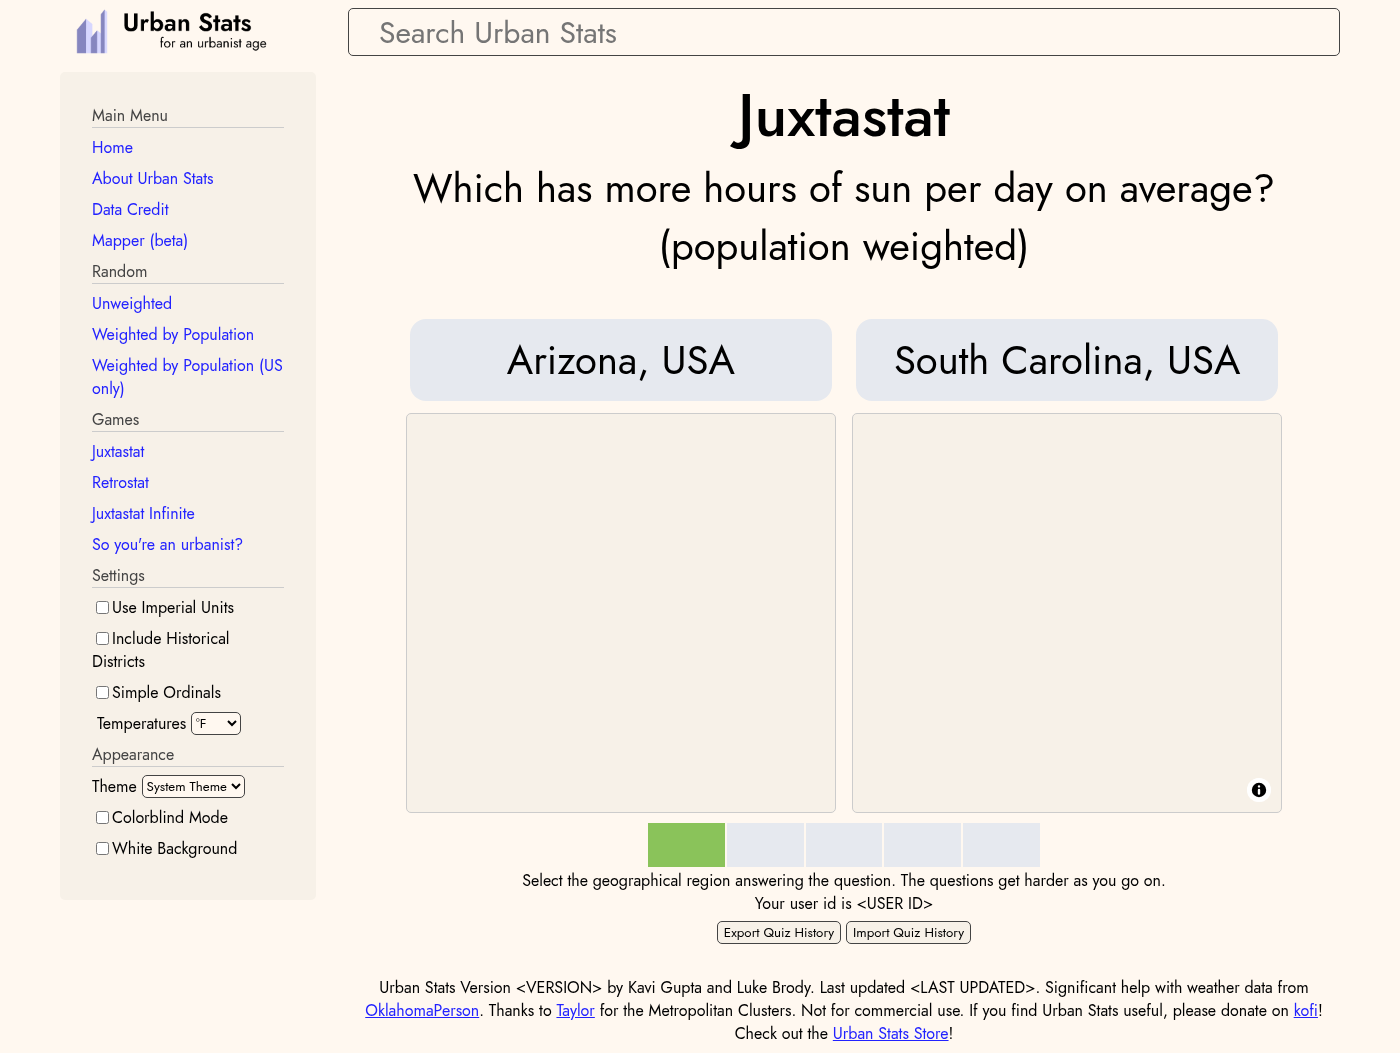 Urban Stats
for an urbanist age
Search Urban Stats
Main Menu
Home
About Urban Stats
Data Credit
Mapper (beta)
Random
Unweighted
Weighted by Population
Weighted by Population (US
only)
Games
Juxtastat
Retrostat
Juxtastat Infinite
So you're an urbanist?
Settings
Use Imperial Units
Include Historical
Districts
Simple Ordinals
Temperatures °F
Appearance
Theme System Theme
Colorblind Mode
White Background
Juxtastat
Which has more hours of sun per day on average?
(population weighted)
Arizona, USA
South Carolina, USA
Select the geographical region answering the question. The questions get harder as you go on.
Your user id is <USER ID>
Export Quiz History Import Quiz History
Urban Stats Version <VERSION> by Kavi Gupta and Luke Brody. Last updated <LAST UPDATED>. Significant help with weather data from
OklahomaPerson. Thanks to Taylor for the Metropolitan Clusters. Not for commercial use. If you find Urban Stats useful, please donate on kofi!
Check out the Urban Stats Store!